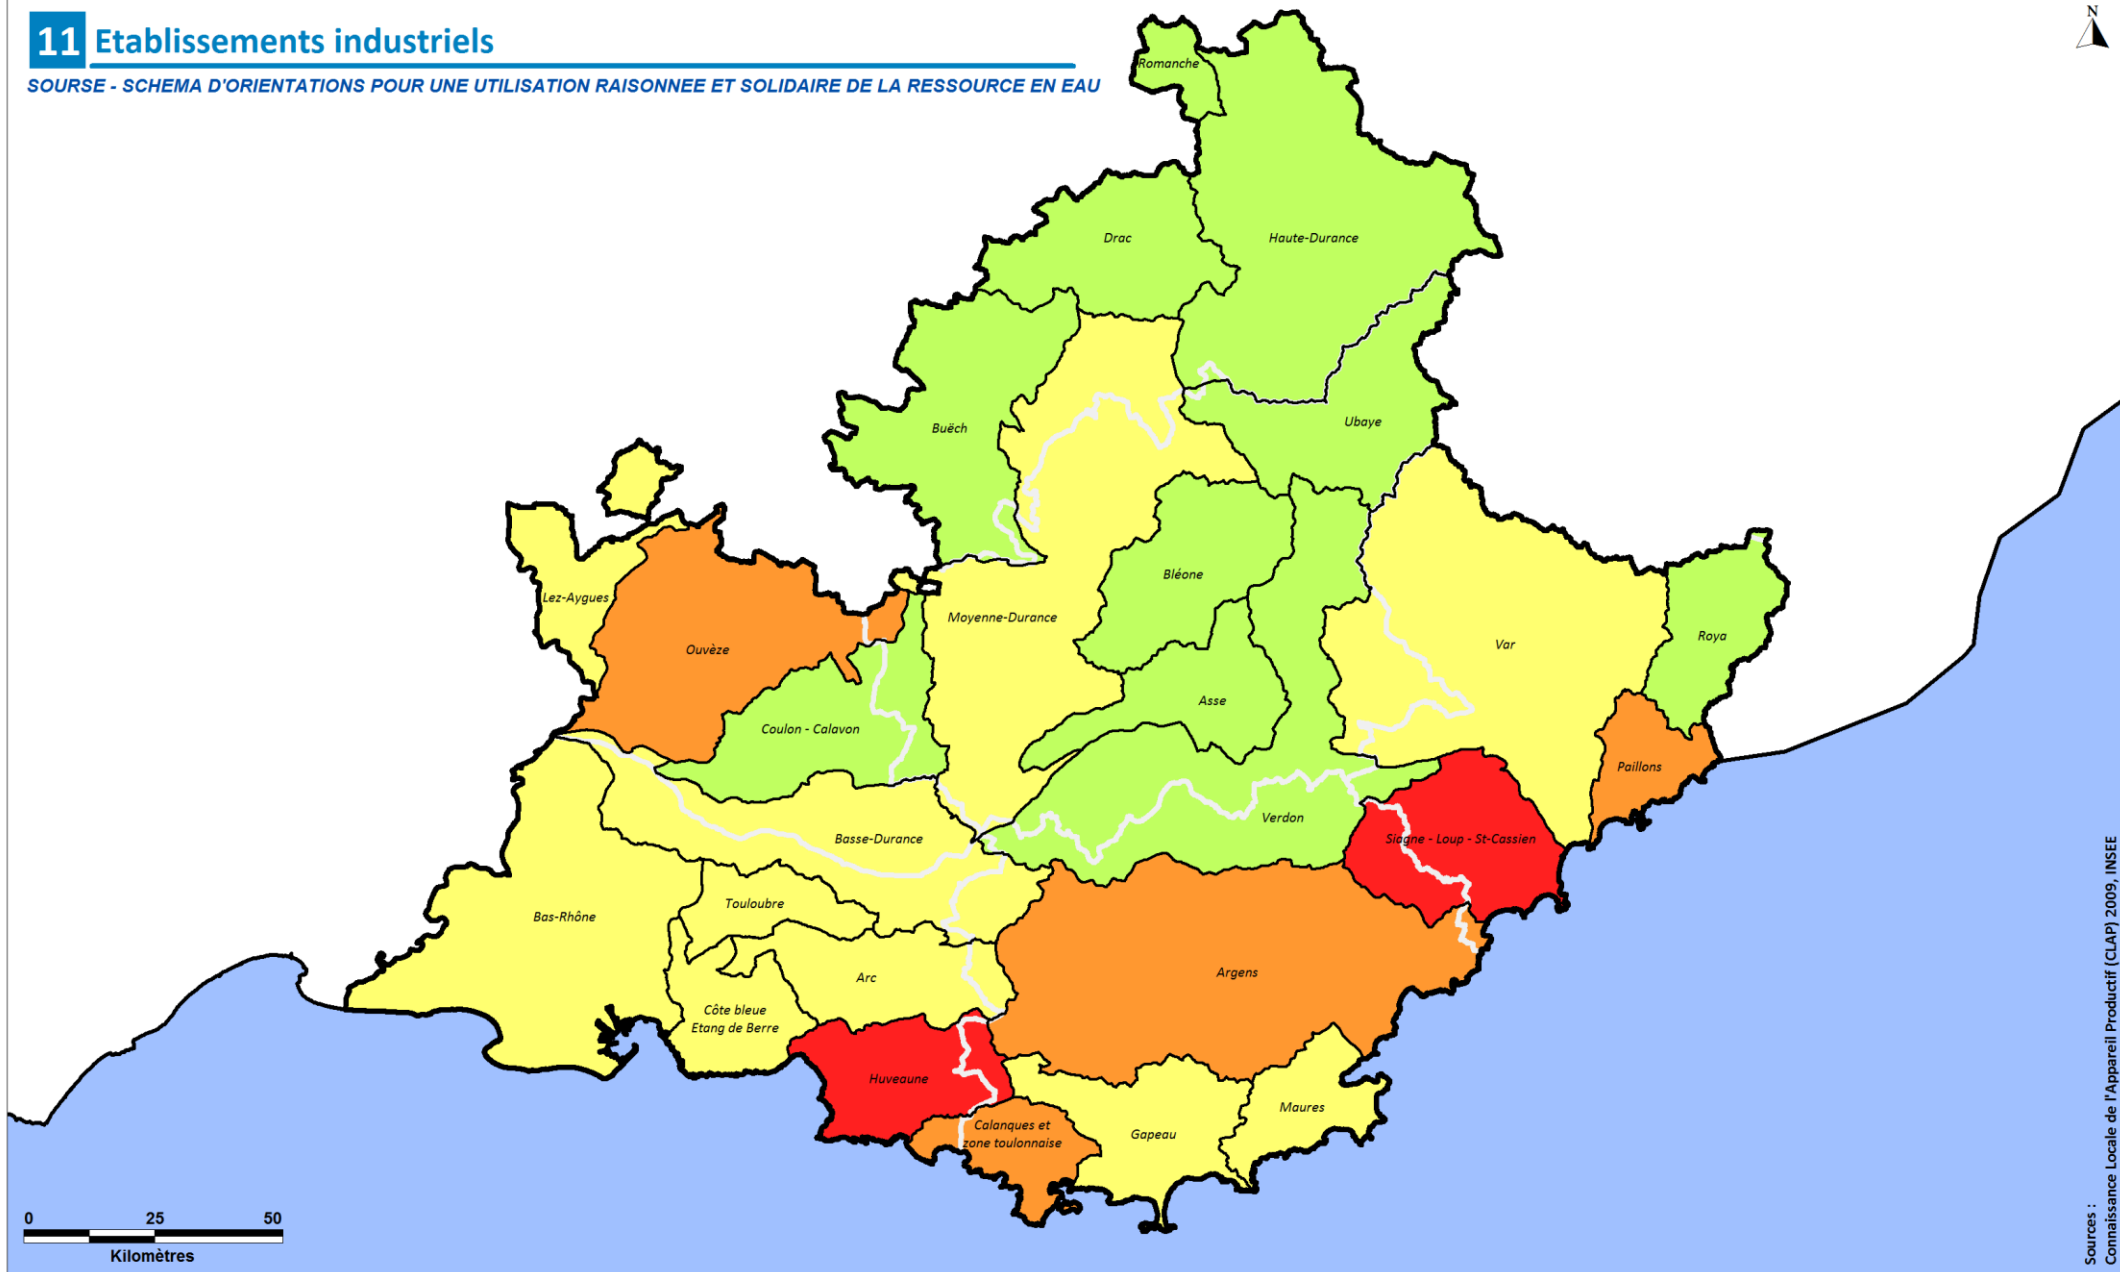 11 Etablissements industriels
SOURSE - SCHEMA D'ORIENTATIONS POUR UNE UTILISATION RAISONNEE ET SOLIDAIRE DE LA RESSOURCE EN EAU
N
Romanche
Drac
Haute-Durance
Ubaye
Buëch
Bléone
Lez-Aygues
Moyenne-Durance
Roya
Var
Ouvèze
Asse
Coulon - Calavon
Paillons
Verdon
Basse-Durance
Siagne - Loup - St-Cassien
Touloubre
Bas-Rhône
Argens
Arc
Côte bleue
Etang de Berre
Huveaune
Maures
Calanques et
zone toulonnaise
Gapeau
0 25 50
Kilomètres
Sources :
Connaissance Locale de l'Appareil Productif (CLAP) 2009, INSEE